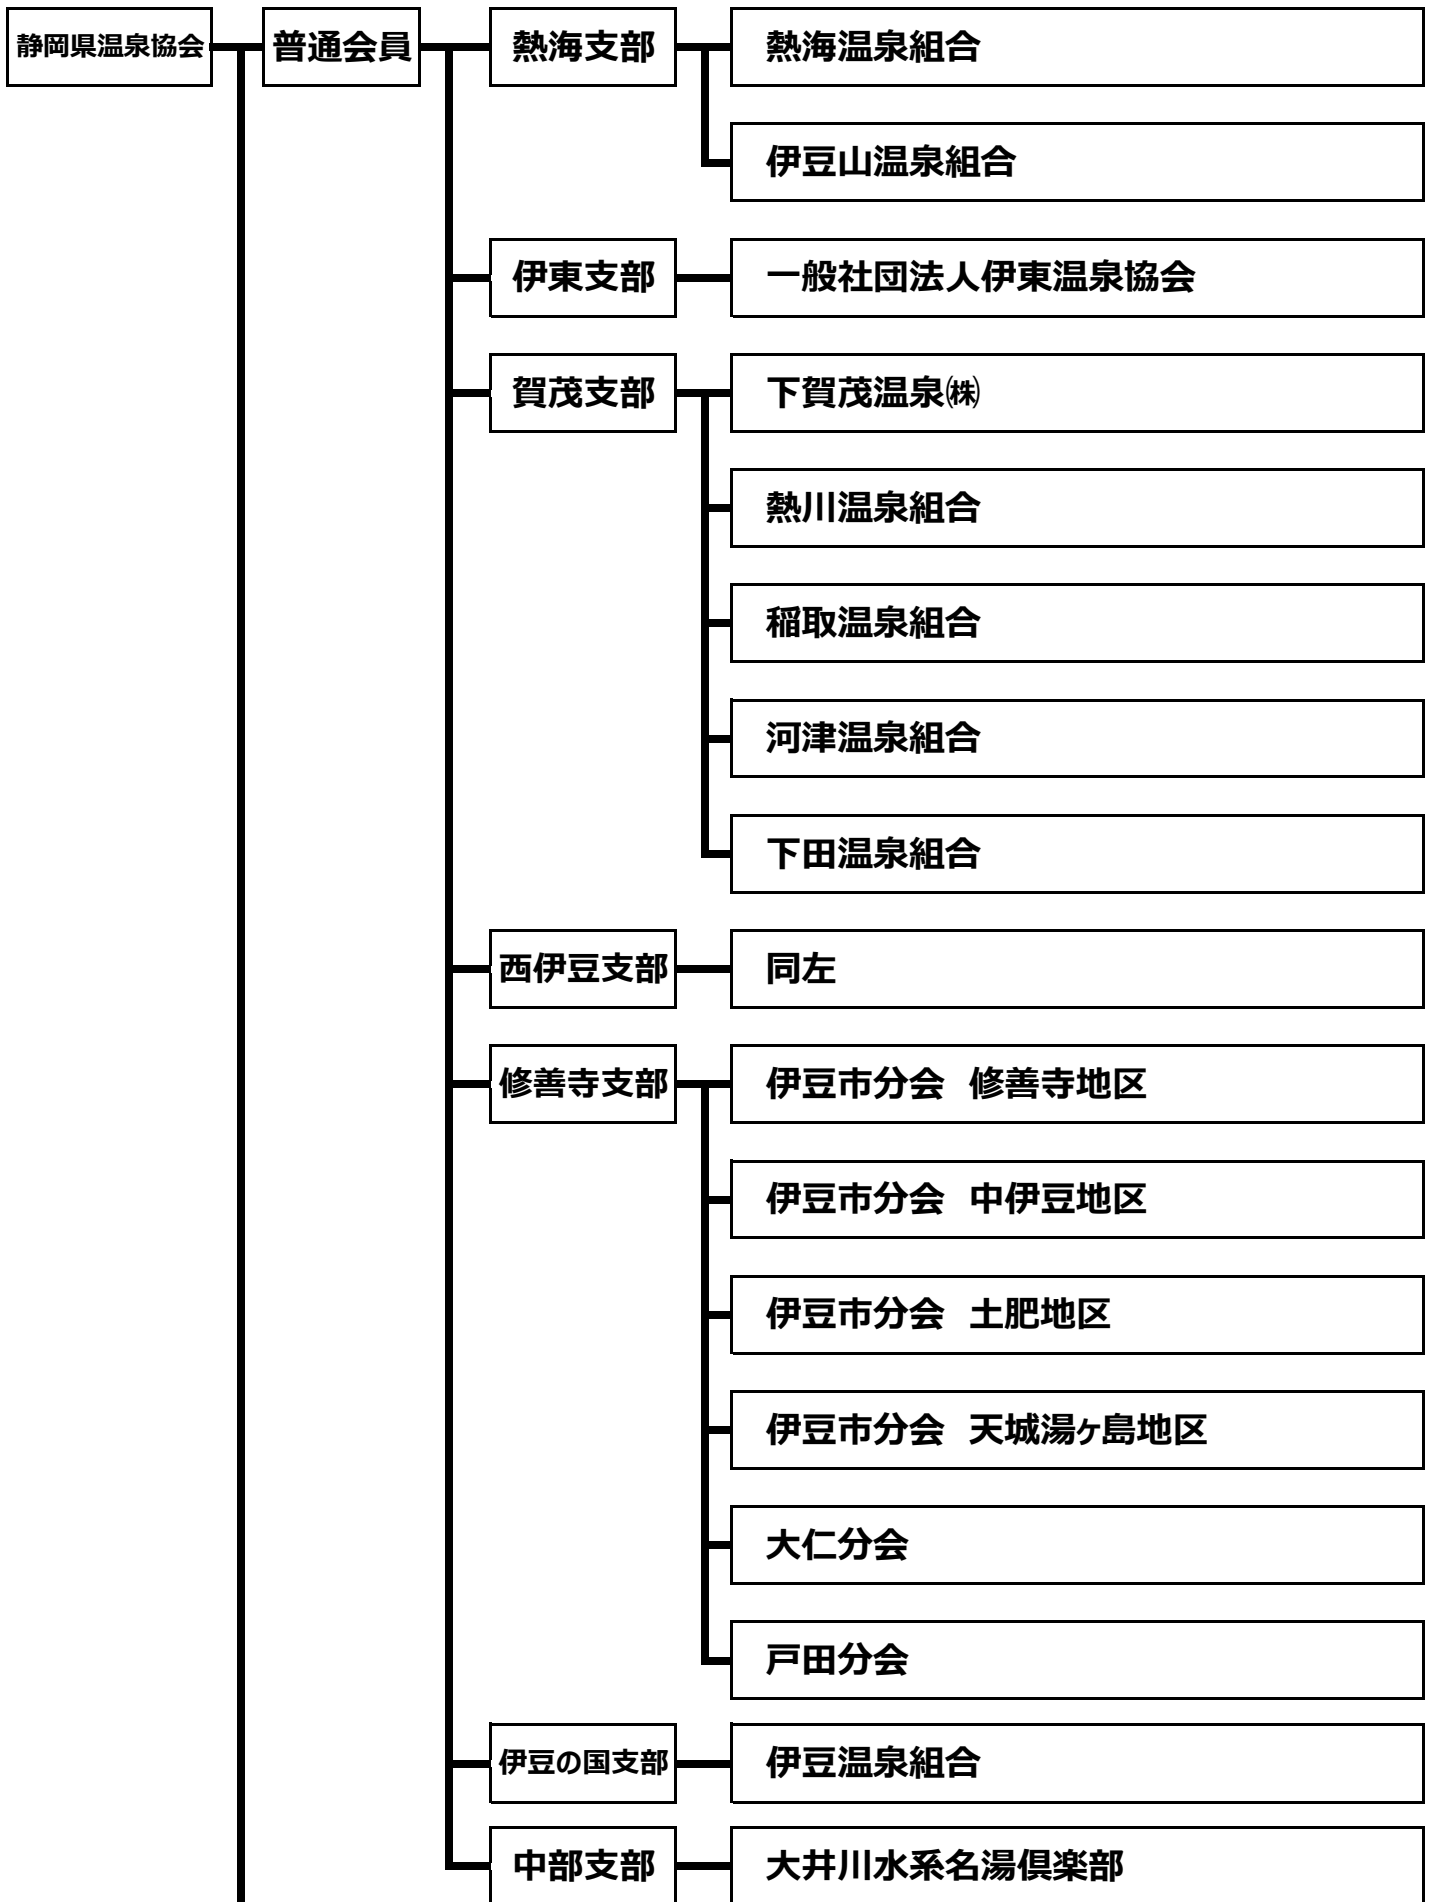 静岡県温泉協会
普通会員
熱海支部
熱海温泉組合
伊豆山温泉組合
伊東支部
一般社団法人伊東温泉協会
賀茂支部
下賀茂温泉㈱
熱川温泉組合
稲取温泉組合
河津温泉組合
下田温泉組合
西伊豆支部
同左
修善寺支部
伊豆市分会 修善寺地区
伊豆市分会 中伊豆地区
伊豆市分会 土肥地区
伊豆市分会 天城湯ヶ島地区
大仁分会
戸田分会
伊豆の国支部
伊豆温泉組合
中部支部
大井川水系名湯倶楽部